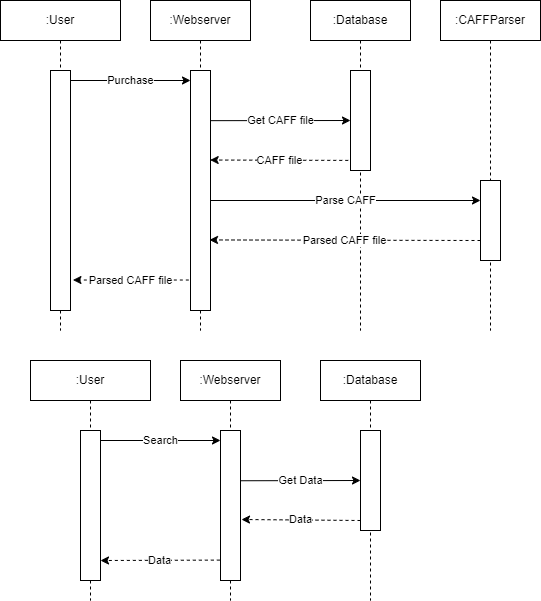 :User
:Webserver
:Database
:CAFFParser
Purchase
Get CAFF file
CAFF file
Parse CAFF
Parsed CAFF file
Parsed CAFF file
:User
:Webserver
:Database
Search
Get Data
Data
Data